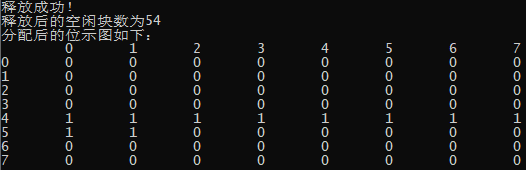 释放成功!
释放后的空闲块数为54
分配后的位示图如下:
0 1 2 3 4 5 6 7
0 0 0 0 0 0 0 0 0
1 0 0 0 0 0 0 0 0
2 0 0 0 0 0 0 0 0
3 0 0 0 0 0 0 0 0
4 1 1 1 1 1 1 1 1
5 1 1 0 0 0 0 0 0
6 0 0 0 0 0 0 0 0
7 0 0 0 0 0 0 0 0